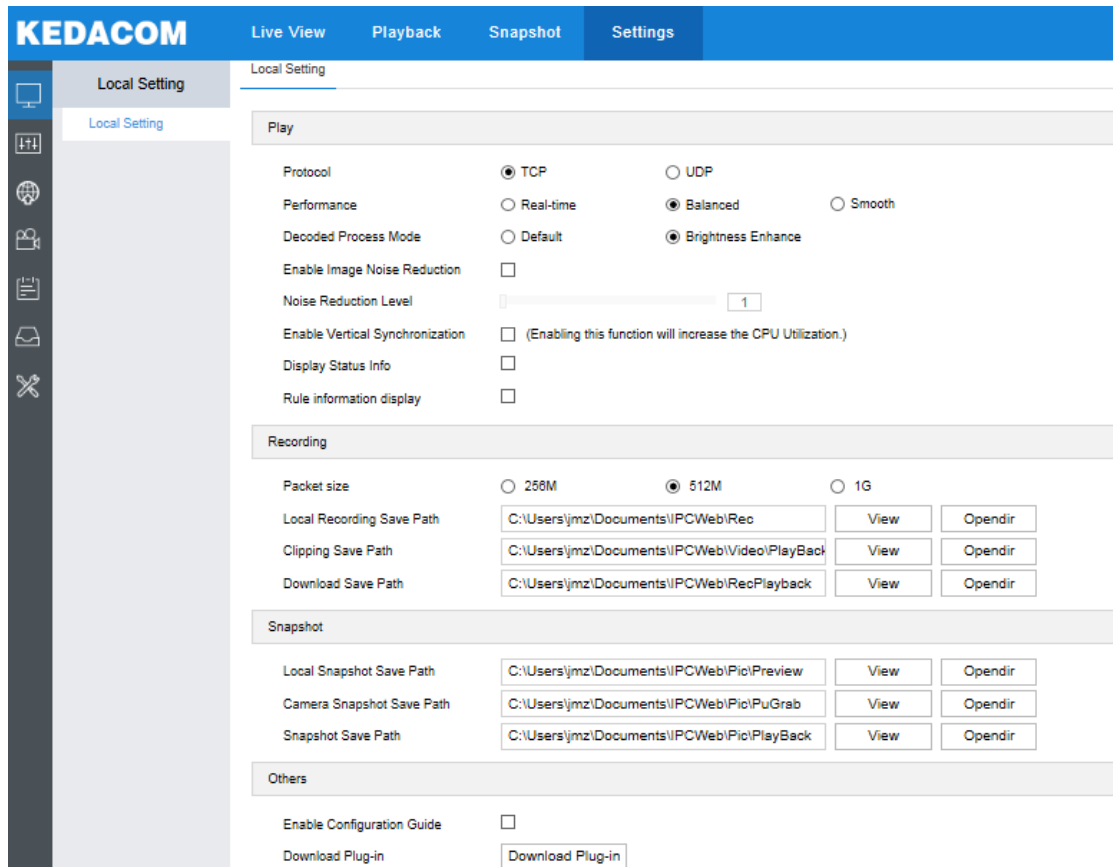 KEDACOM Live View Playback Snapshot Settings
Local Setting
Local Setting
Local Setting
Play
Protocol TCP UDP
Performance Real-time Balanced Smooth
Decoded Process Mode Default Brightness Enhance
Enable Image Noise Reduction
Noise Reduction Level 1
Enable Vertical Synchronization (Enabling this function will increase the CPU Utilization.)
Display Status Info
Rule information display
Recording
Packet size 256M 512M 1G
Local Recording Save Path C:\Users\jmz\Documents\IPCWeb\Rec View Opendir
Clipping Save Path C:\Users\jmz\Documents\IPCWeb\Video\PlayBack View Opendir
Download Save Path C:\Users\jmz\Documents\IPCWeb\RecPlayback View Opendir
Snapshot
Local Snapshot Save Path C:\Users\jmz\Documents\IPCWeb\Pic\Preview View Opendir
Camera Snapshot Save Path C:\Users\jmz\Documents\IPCWeb\Pic\PuGrab View Opendir
Snapshot Save Path C:\Users\jmz\Documents\IPCWeb\Pic\PlayBack View Opendir
Others
Enable Configuration Guide
Download Plug-in Download Plug-in